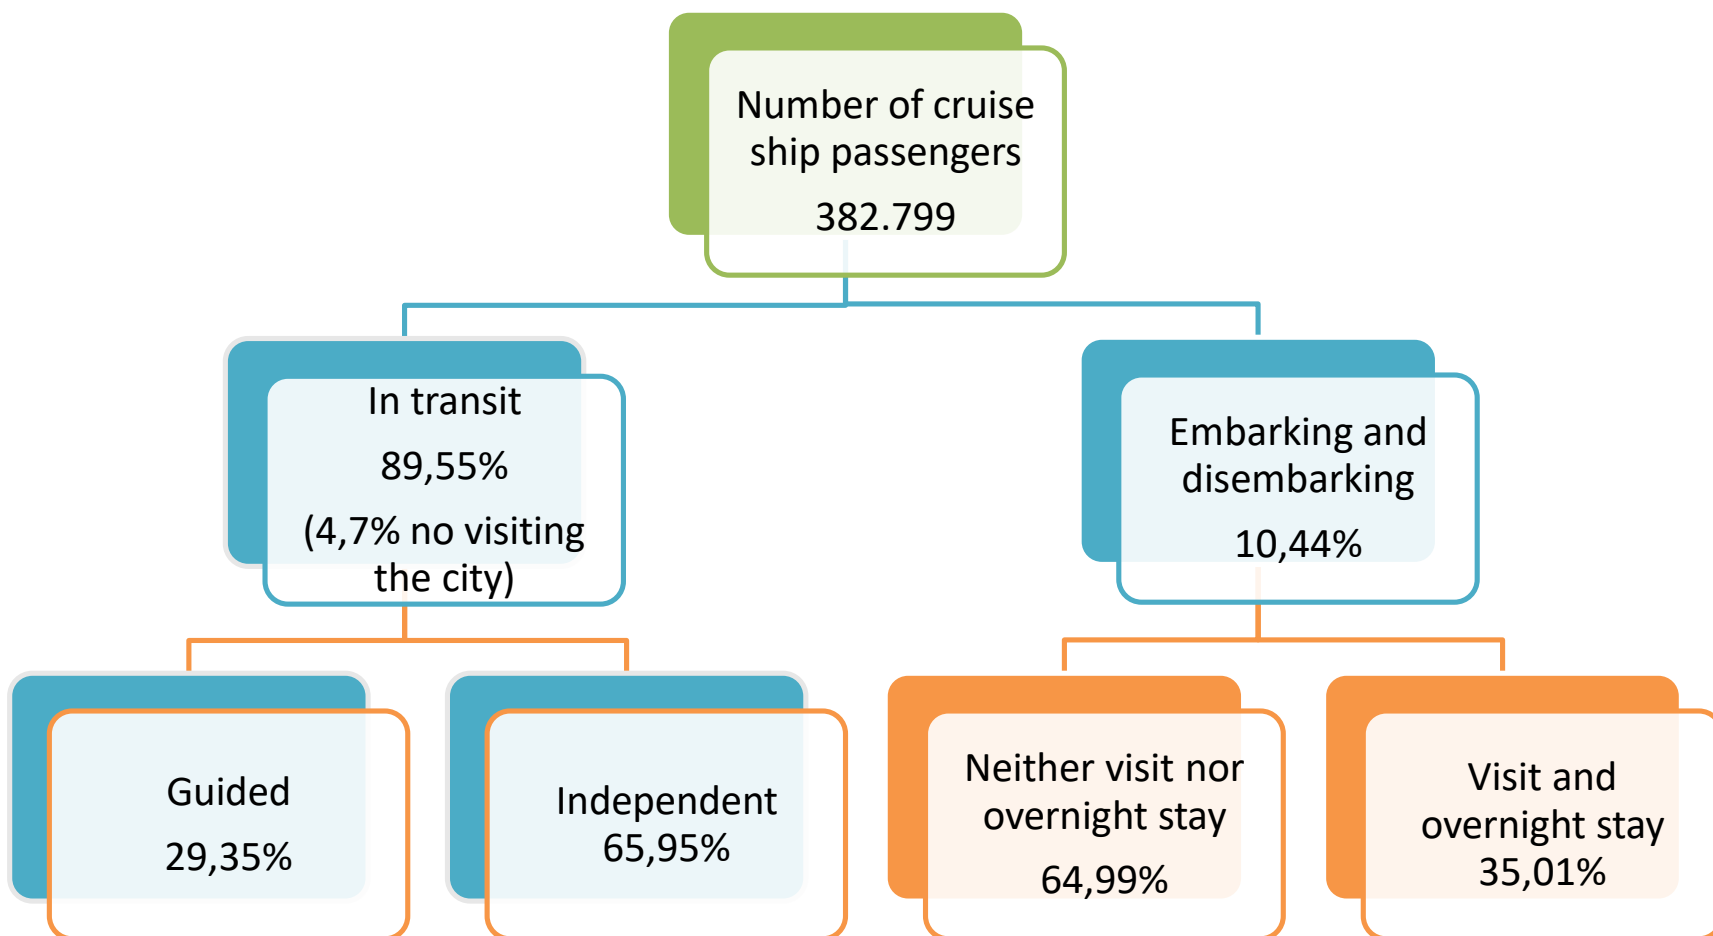 Number of cruise
ship passengers
382.799
In transit
89,55%
(4,7% no visiting
the city)
Embarking and
disembarking
10,44%
Guided
29,35%
Independent
65,95%
Neither visit nor
overnight stay
64,99%
Visit and
overnight stay
35,01%